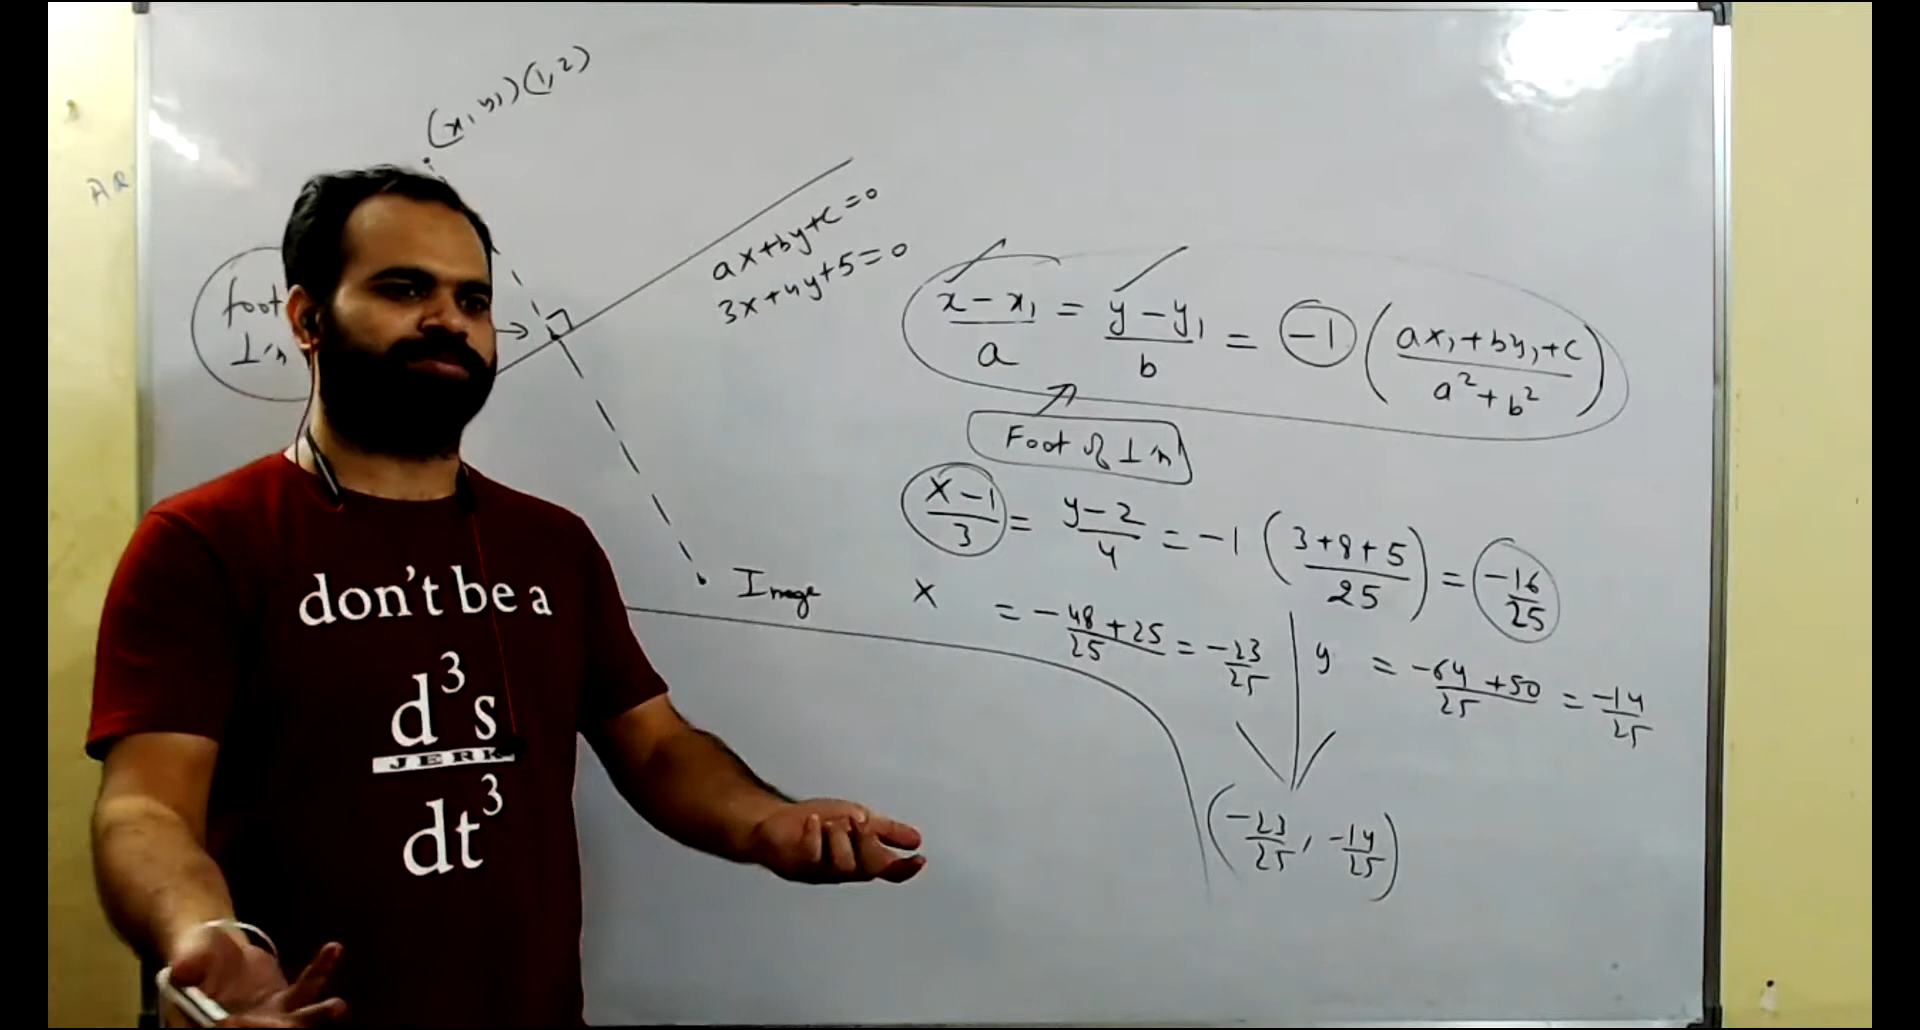 (x₁, y₁) (1, 2)
AR
foot
⊥'r
ax+by+c=0
3x+4y+5=0
(x - x₁)/a = (y - y₁)/b = -1 ((ax₁+by₁+c)/(a²+b²))
Foot of ⊥'r
(x-1)/3 = (y-2)/4 = -1 ((3+8+5)/25) = -16/25
x = (-48+25)/25 = -23/25
y = (-64+50)/25 = -14/25
(-23/25, -14/25)
Image
don't be a
d³s
JERK
dt³